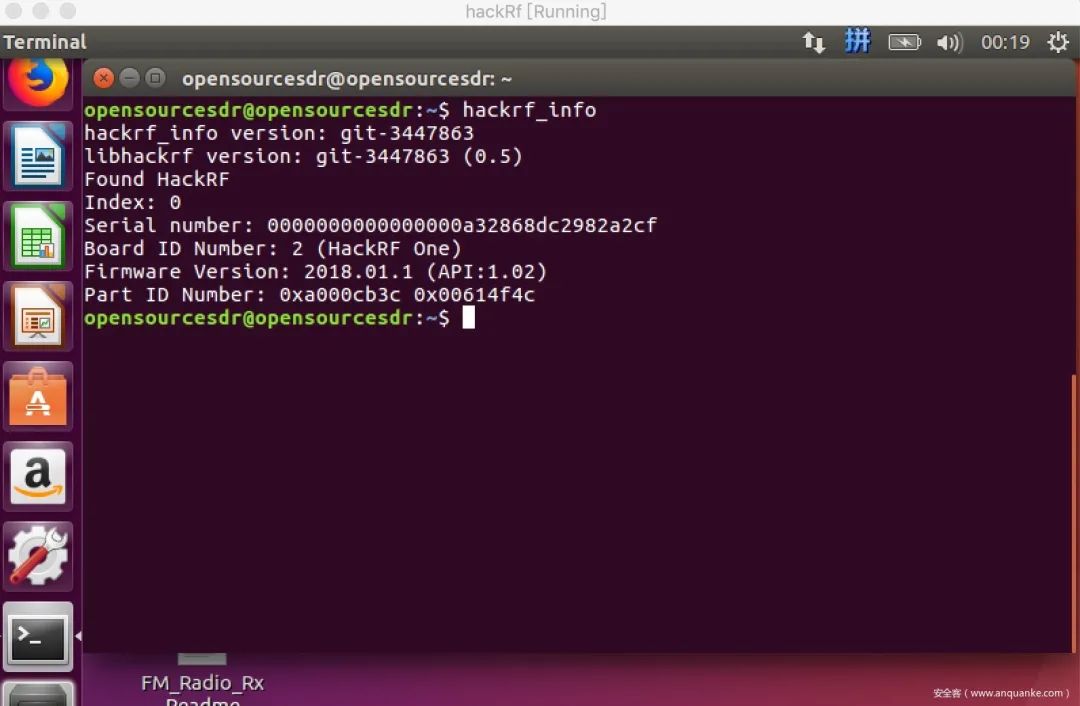 hackRf [Running]
Terminal
拼
00:19
opensourcesdr@opensourcesdr: ~
opensourcesdr@opensourcesdr:~$ hackrf_info
hackrf_info version: git-3447863
libhackrf version: git-3447863 (0.5)
Found HackRF
Index: 0
Serial number: 0000000000000000a32868dc2982a2cf
Board ID Number: 2 (HackRF One)
Firmware Version: 2018.01.1 (API:1.02)
Part ID Number: 0xa000cb3c 0x00614f4c
opensourcesdr@opensourcesdr:~$
FM_Radio_Rx
Readme
安全客（www.anquanke.com）